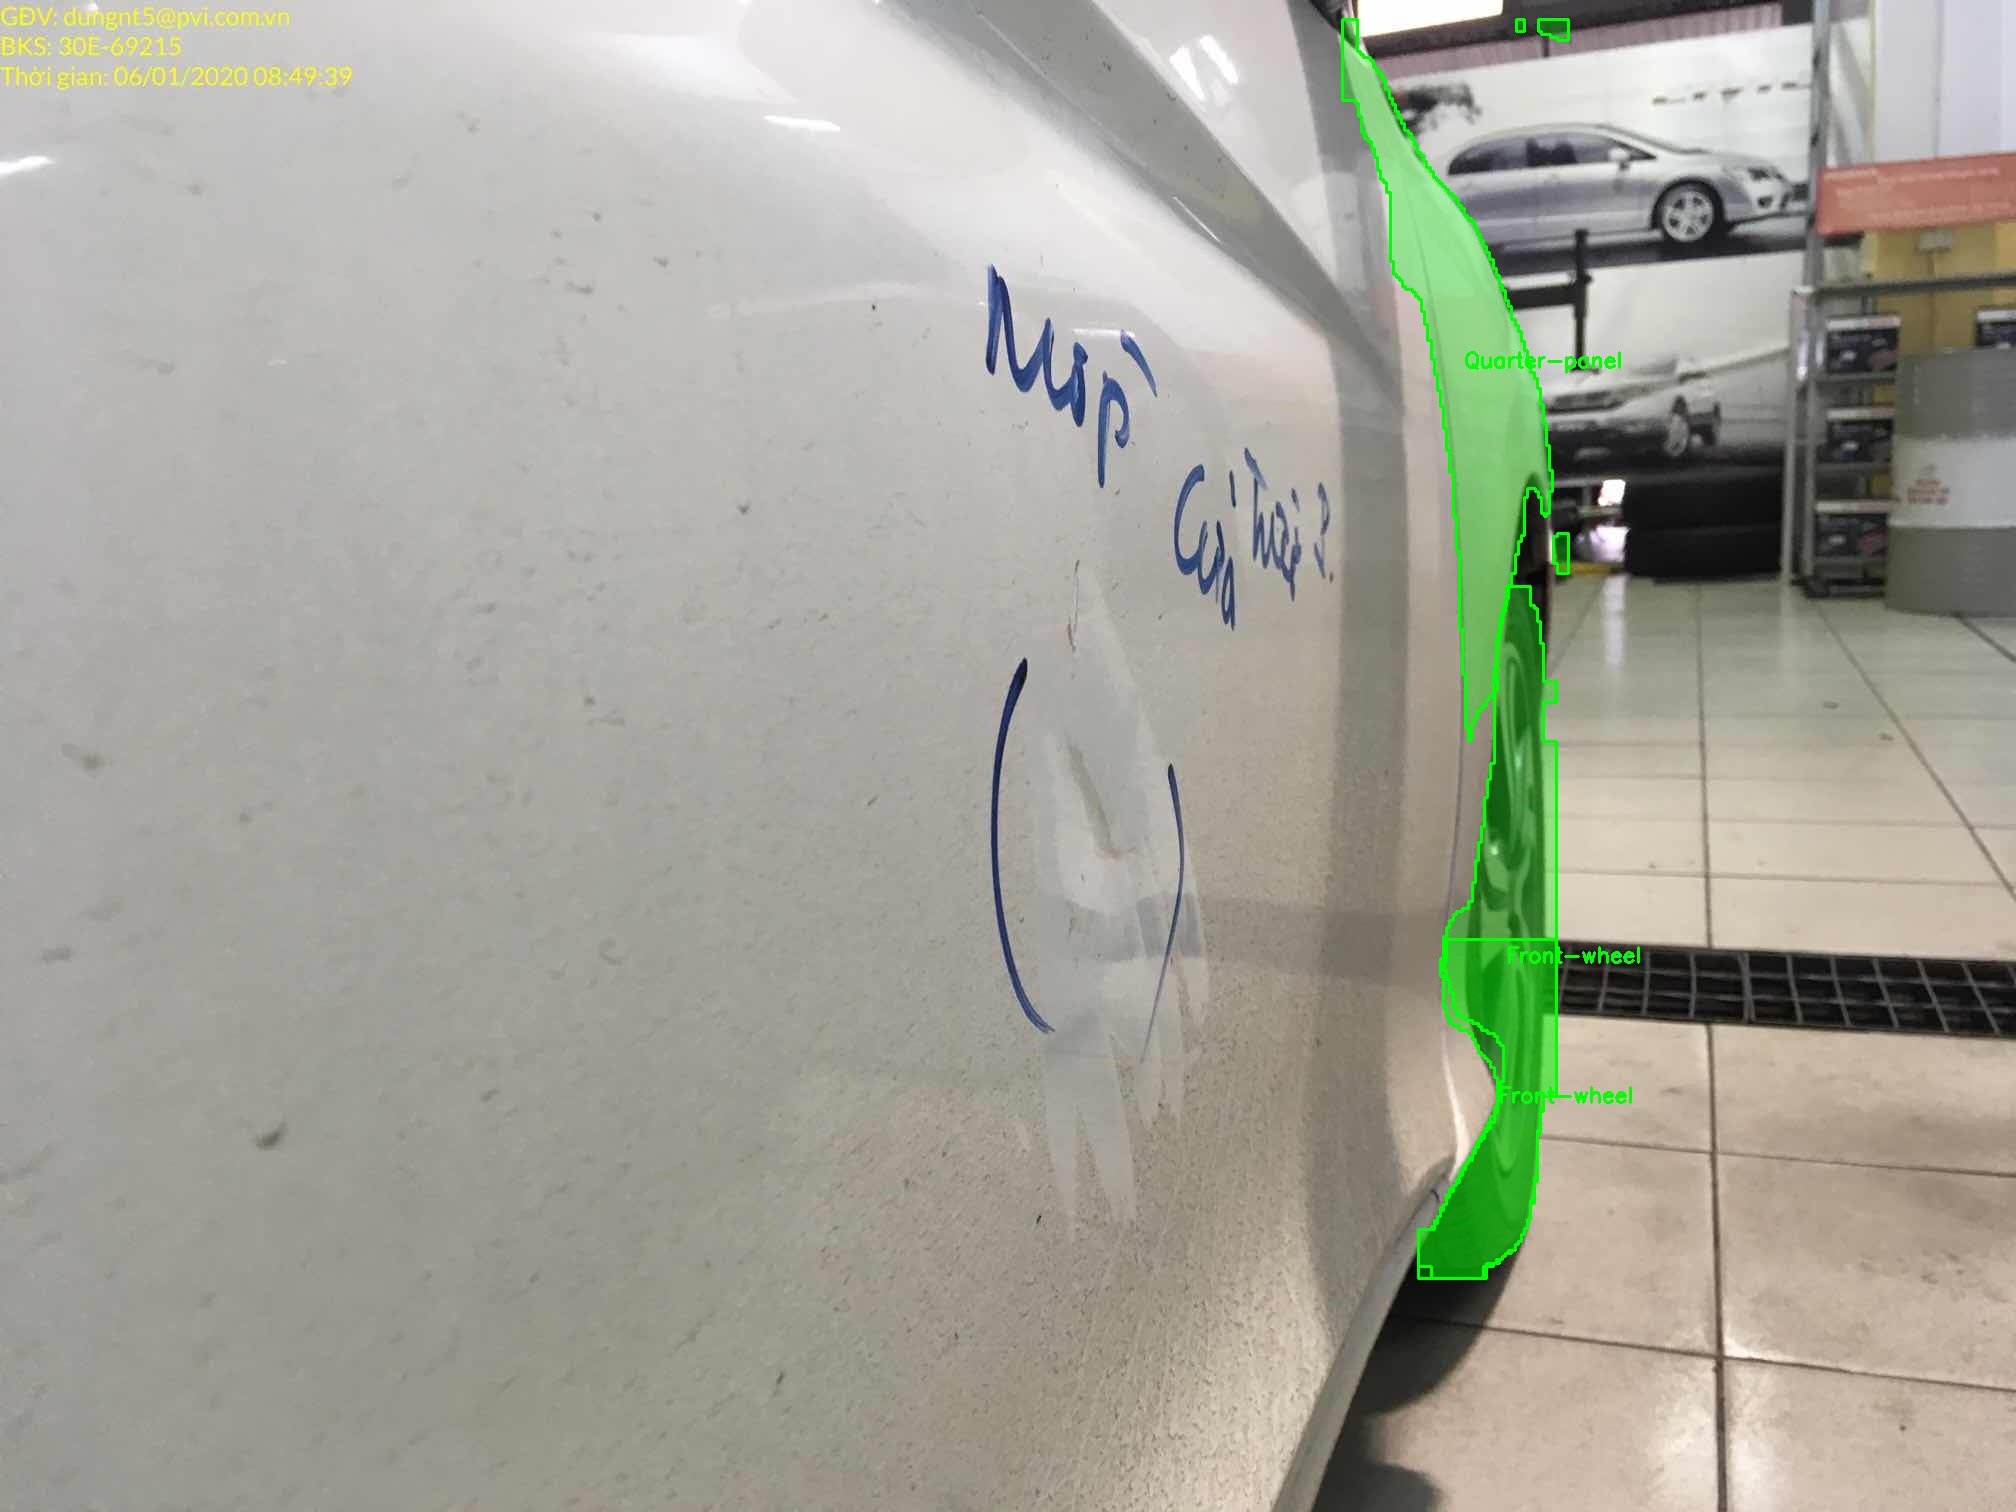 GĐV: dungnt5@pvi.com.vn
BKS: 30E-69215
Thời gian: 06/01/2020 08:49:39
Móp
Quarter-panel
Front-wheel
Front-wheel